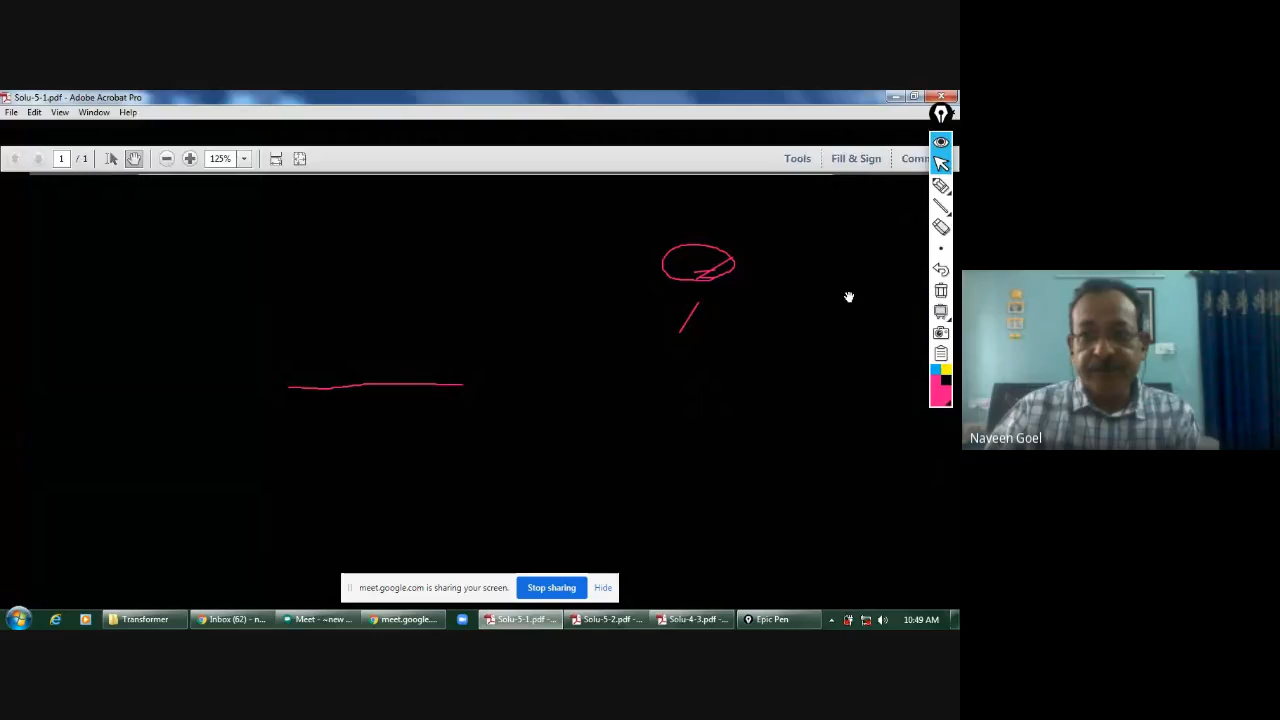 Solu-5-1.pdf - Adobe Acrobat Pro
File Edit View Window Help
1 / 1 125% Tools Fill & Sign Comm
Naveen Goel
meet.google.com is sharing your screen. Stop sharing Hide
Transformer Inbox (62) - n... Meet - ~new ... meet.google.... Solu-5-1.pdf -... Solu-5-2.pdf -... Solu-4-3.pdf -... Epic Pen 10:49 AM